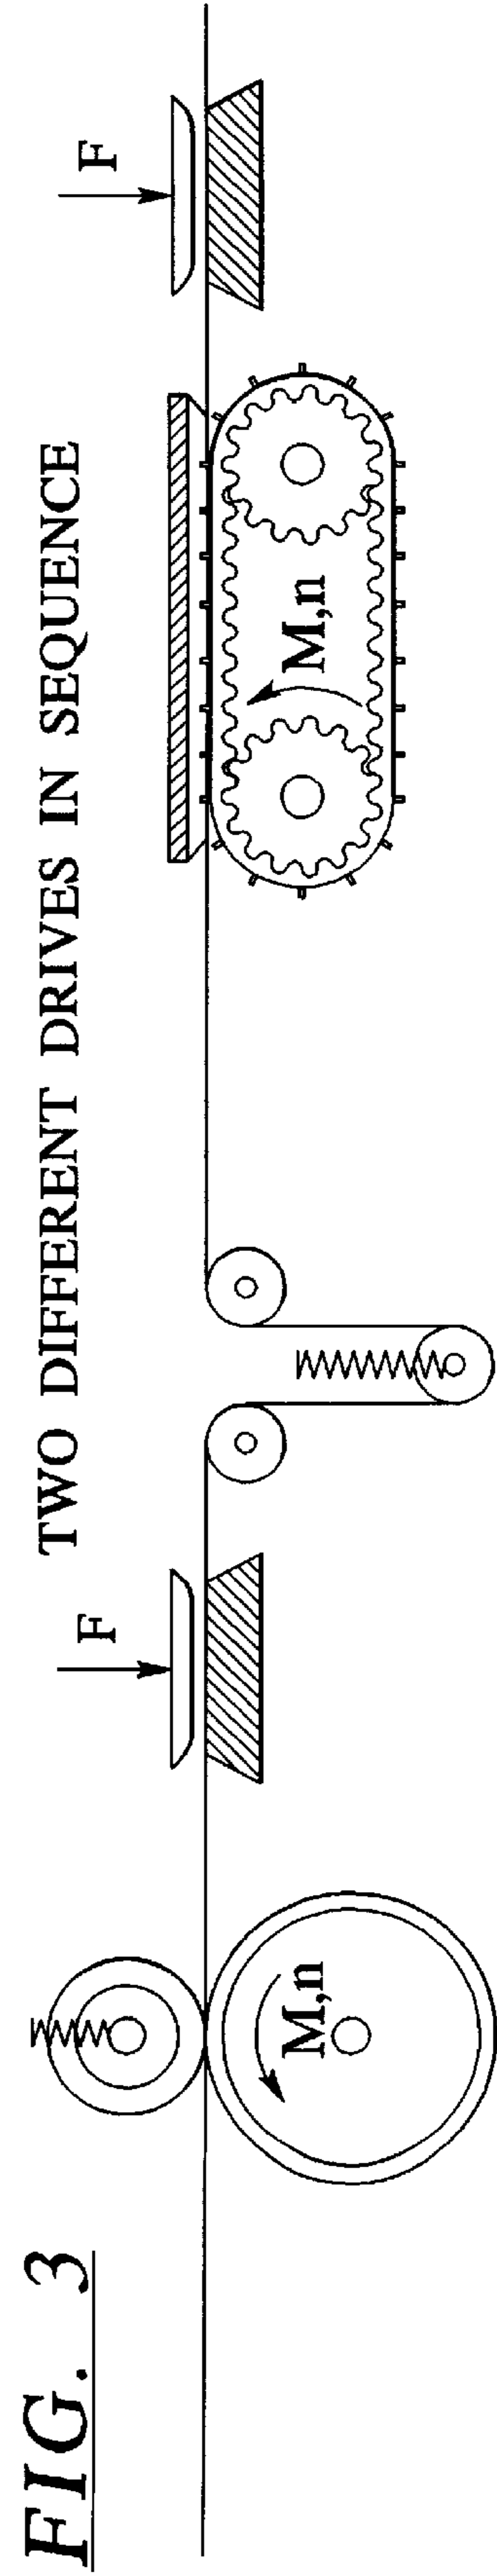 FIG. 3
TWO DIFFERENT DRIVES IN SEQUENCE
M,n
F
M,n
F